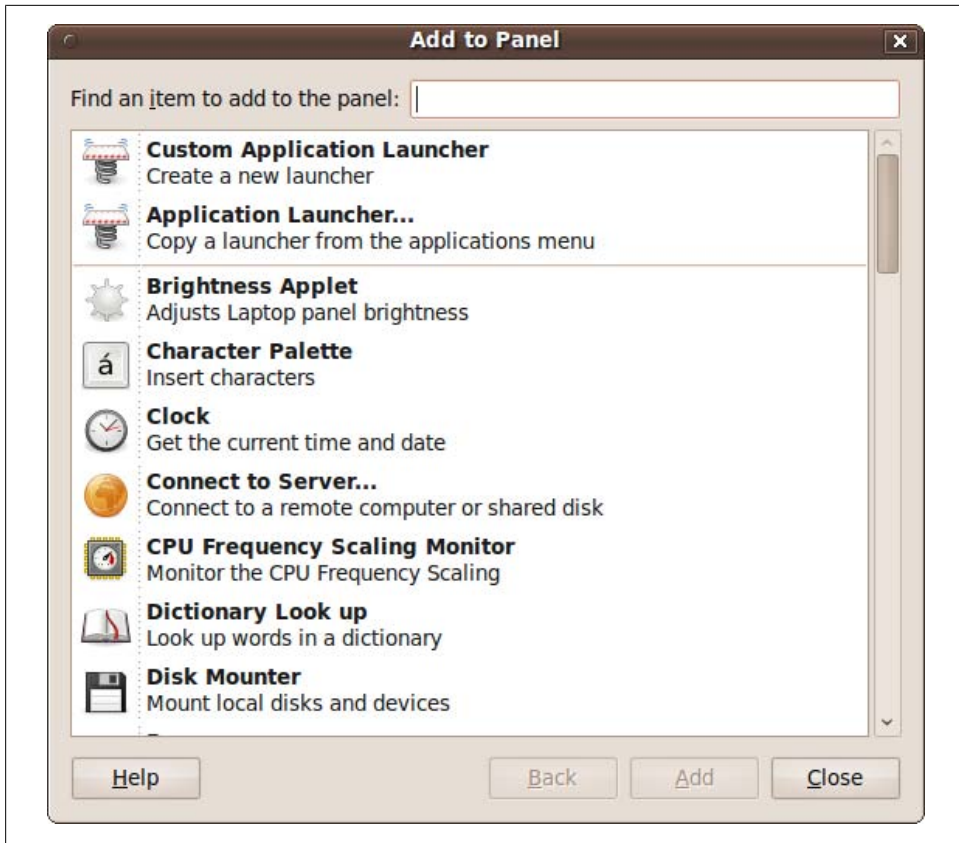 Add to Panel
Find an item to add to the panel:
Custom Application Launcher
Create a new launcher
Application Launcher...
Copy a launcher from the applications menu
Brightness Applet
Adjusts Laptop panel brightness
á
Character Palette
Insert characters
Clock
Get the current time and date
Connect to Server...
Connect to a remote computer or shared disk
CPU Frequency Scaling Monitor
Monitor the CPU Frequency Scaling
Dictionary Look up
Look up words in a dictionary
Disk Mounter
Mount local disks and devices
Help Back Add Close